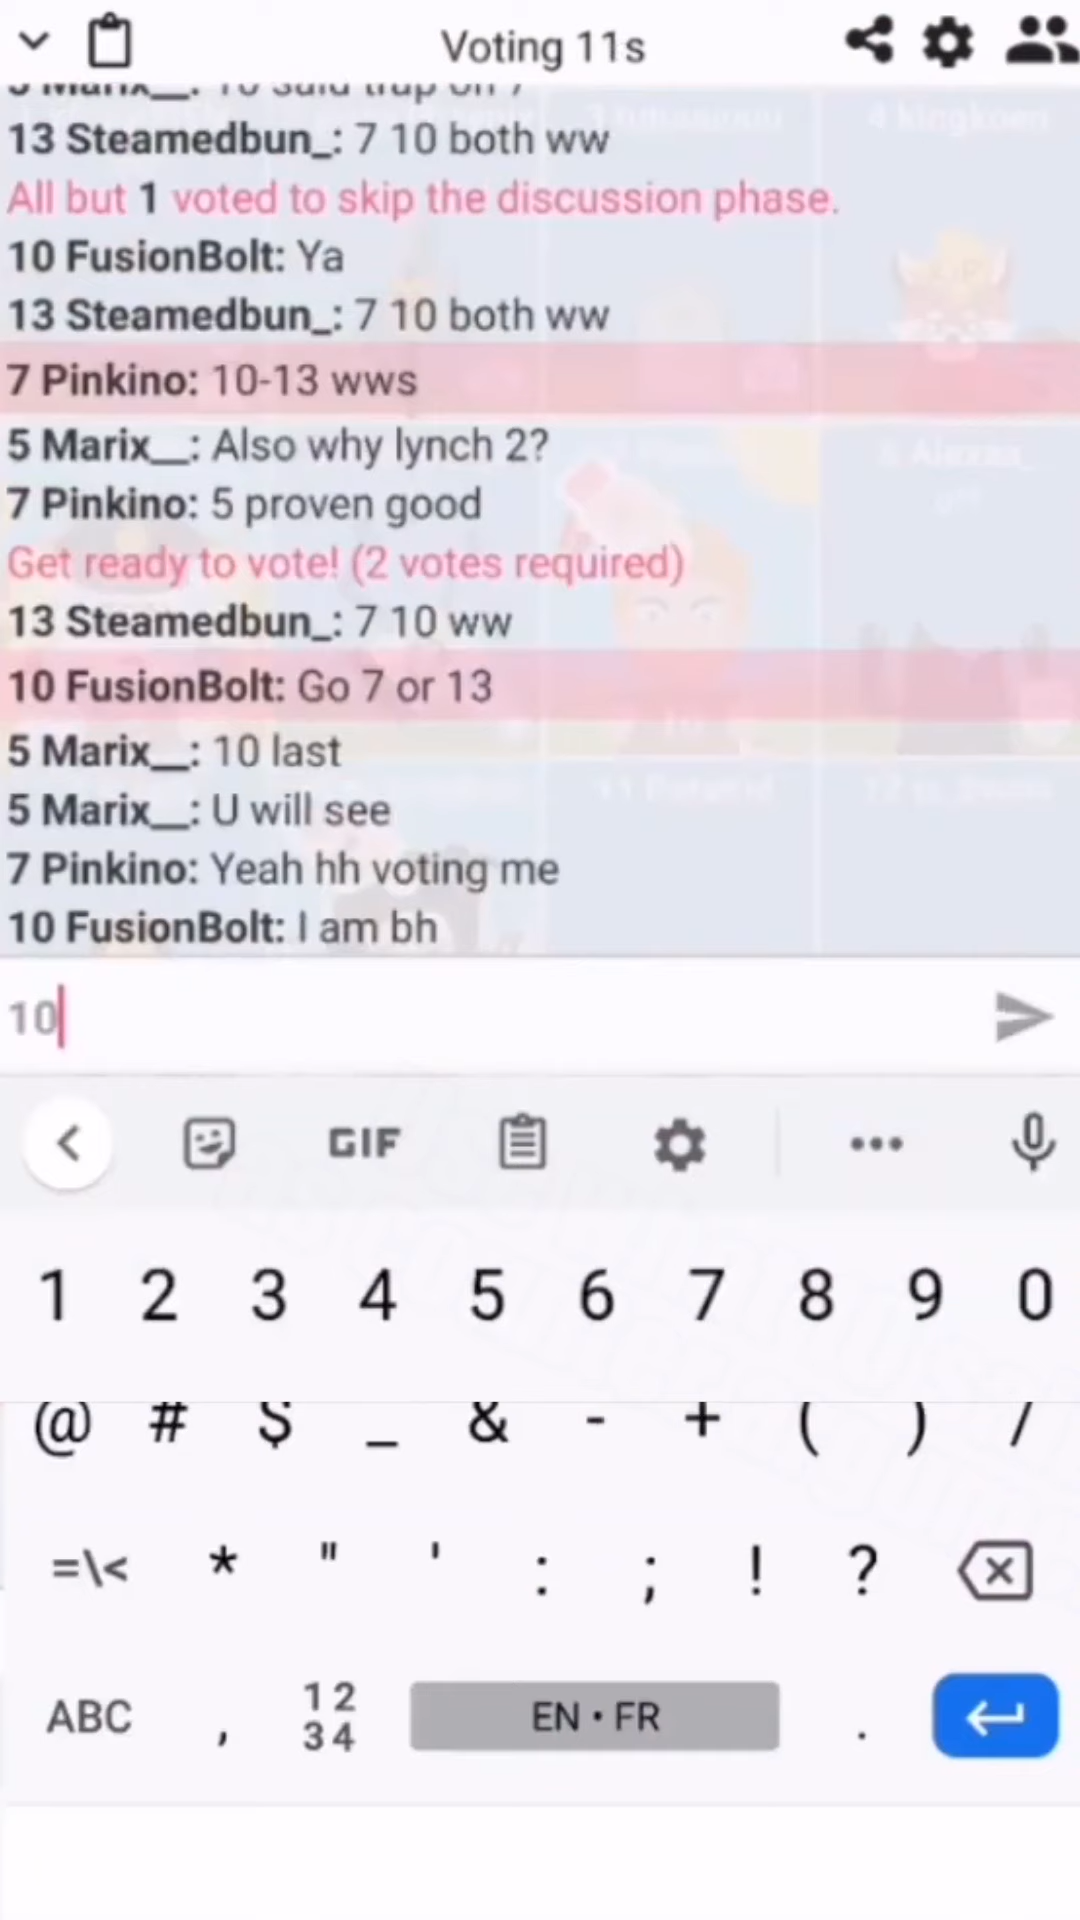 Voting 11s
13 Steamedbun_: 7 10 both ww
All but 1 voted to skip the discussion phase.
10 FusionBolt: Ya
13 Steamedbun_: 7 10 both ww
7 Pinkino: 10-13 wws
5 Marix__: Also why lynch 2?
7 Pinkino: 5 proven good
Get ready to vote! (2 votes required)
13 Steamedbun_: 7 10 ww
10 FusionBolt: Go 7 or 13
5 Marix__: 10 last
5 Marix__: U will see
7 Pinkino: Yeah hh voting me
10 FusionBolt: I am bh
10
GIF
1 2 3 4 5 6 7 8 9 0
@ # $ _ & - + ( ) /
=\< * " ' : ; ! ?
ABC , 12 34 EN • FR .